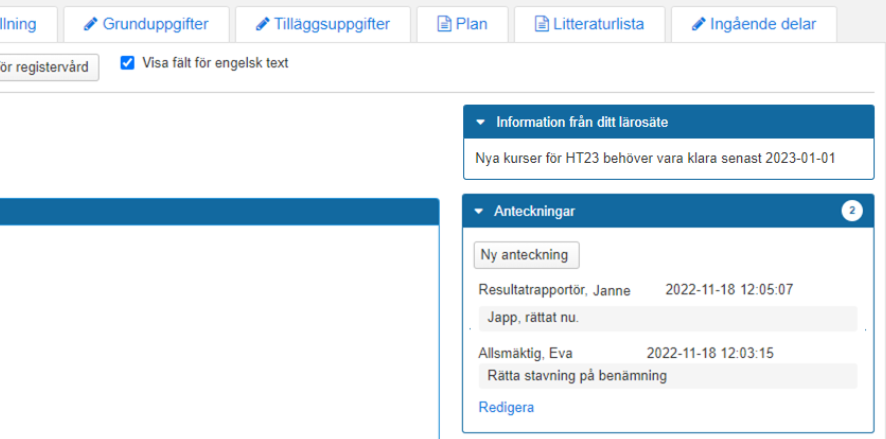 llning Grunduppgifter Tilläggsuppgifter Plan Litteraturlista Ingående delar
ör registervård Visa fält för engelsk text
Information från ditt lärosäte
Nya kurser för HT23 behöver vara klara senast 2023-01-01
Anteckningar 2
Ny anteckning
Resultatrapportör, Janne 2022-11-18 12:05:07
Japp, rättat nu.
Allsmäktig, Eva 2022-11-18 12:03:15
Rätta stavning på benämning
Redigera